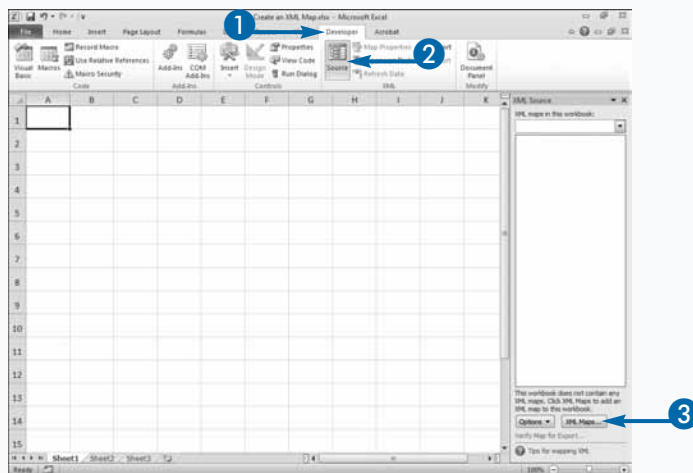 1
Create an XML Map.xlsx - Microsoft Excel
File Home Insert Page Layout Formulas Developer Acrobat
2
Visual Basic Macros Record Macro Use Relative References Macro Security
Add-Ins COM Add-Ins
Insert Design Mode Properties View Code Run Dialog
Source Map Properties Refresh Data
Document Panel
Code Add-Ins Controls XML Modify
A B C D E F G H I J K
XML Source
XML maps in this workbook:
1
2
3
4
5
6
7
8
9
10
11
12
13
14
15
This workbook does not contain any
XML maps. Click XML Maps to add an
XML map to this workbook.
Options XML Maps...
3
Verify Map for Export...
Tips for mapping XML
Sheet1 Sheet2 Sheet3
Ready 100%